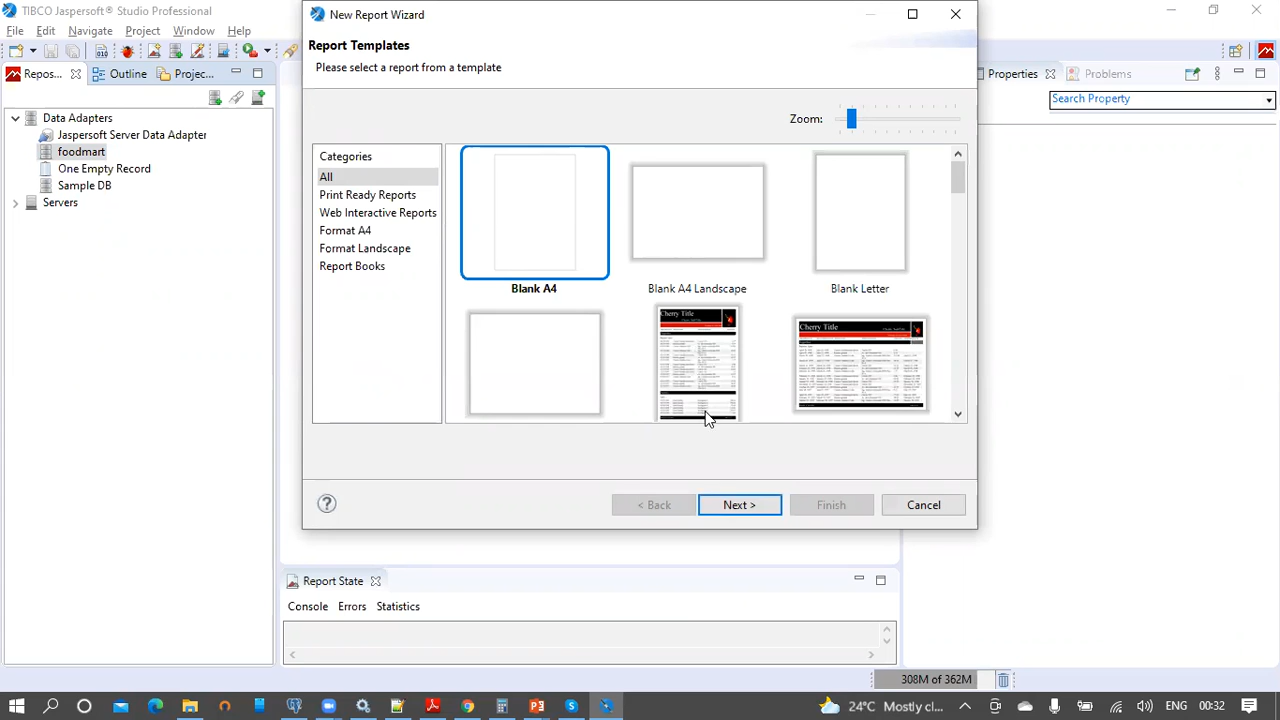 TIBCO Jaspersoft® Studio Professional
File Edit Navigate Project Window Help
Repos... Outline Projec...
Data Adapters
Jaspersoft Server Data Adapter
foodmart
One Empty Record
Sample DB
Servers
New Report Wizard
Report Templates
Please select a report from a template
Zoom:
Categories
All
Print Ready Reports
Web Interactive Reports
Format A4
Format Landscape
Report Books
Blank A4
Blank A4 Landscape
Blank Letter
Cherry Title
Cherry Title
< Back
Next >
Finish
Cancel
Properties Problems
Search Property
Report State
Console Errors Statistics
308M of 362M
24°C Mostly cl... ENG 00:32